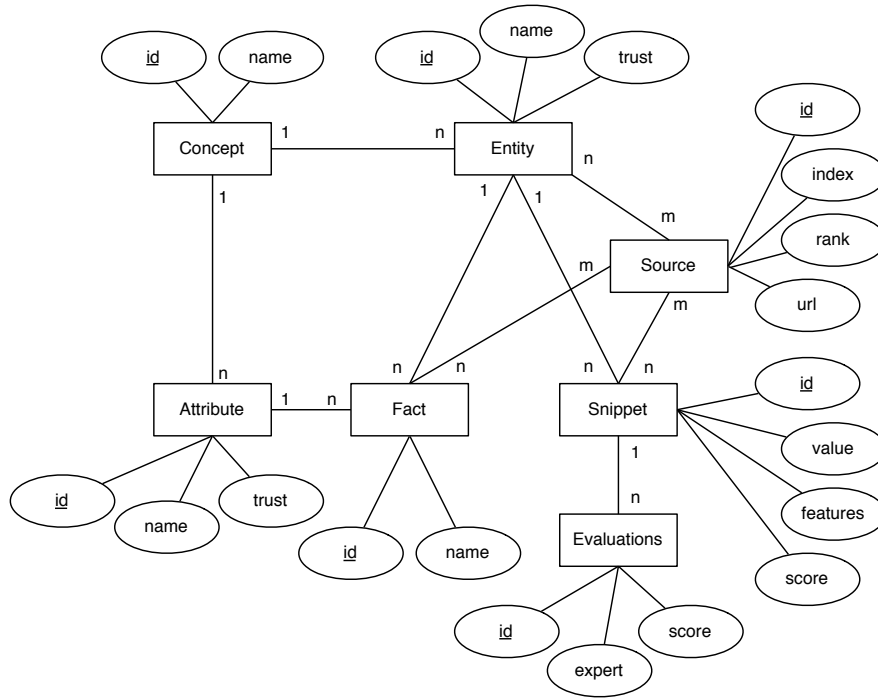 name
id
name
id
trust
id
1
n
Concept
Entity
n
index
1
1
1
m
rank
m
Source
m
url
n
n
n
n
n
id
1
n
Attribute
Fact
Snippet
1
value
id
trust
name
n
features
id
name
Evaluations
score
id
score
expert